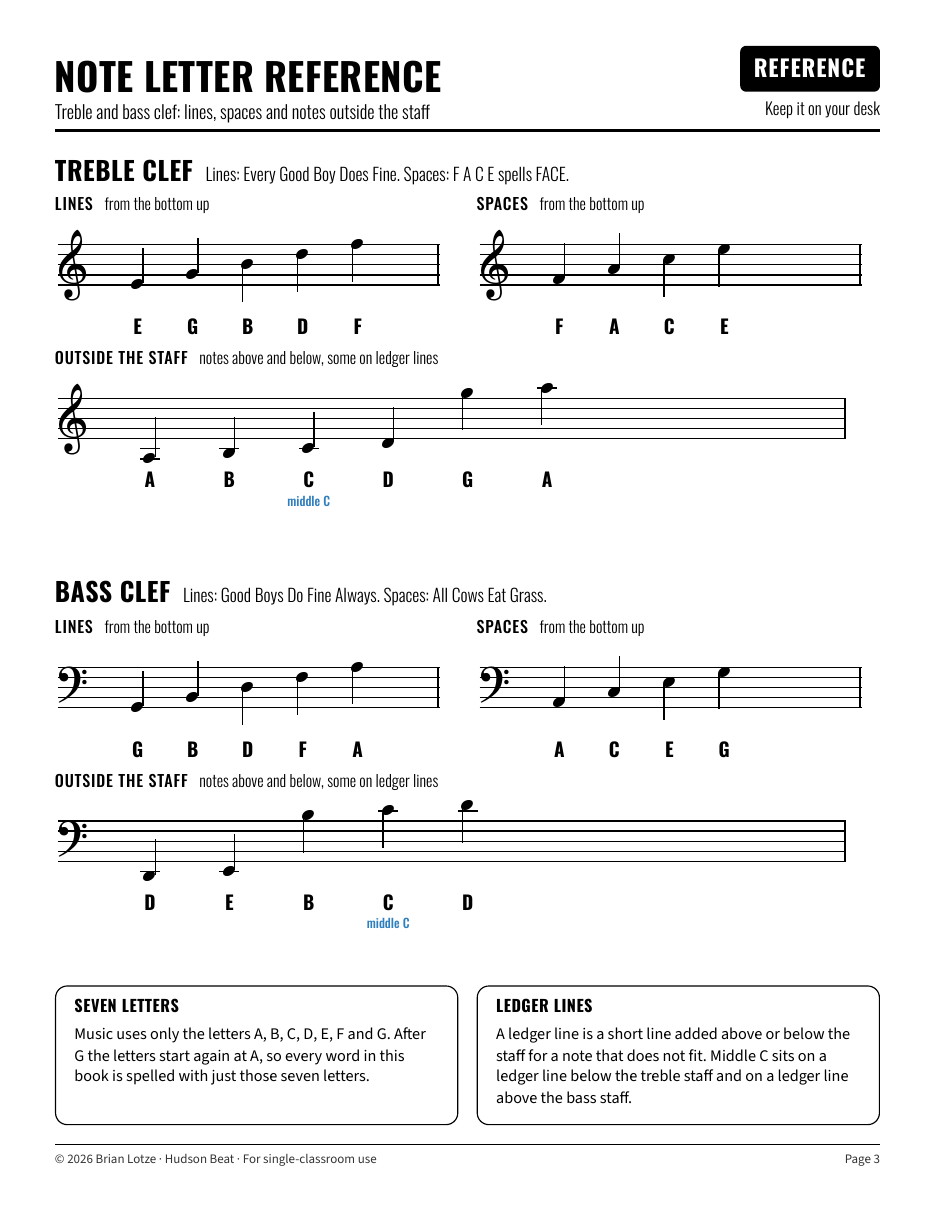 NOTE LETTER REFERENCE
REFERENCE
Treble and bass clef: lines, spaces and notes outside the staff
Keep it on your desk
TREBLE CLEF Lines: Every Good Boy Does Fine. Spaces: F A C E spells FACE.
LINES from the bottom up
E G B D F
SPACES from the bottom up
F A C E
OUTSIDE THE STAFF notes above and below, some on ledger lines
A B C D G A
middle C
BASS CLEF Lines: Good Boys Do Fine Always. Spaces: All Cows Eat Grass.
LINES from the bottom up
G B D F A
SPACES from the bottom up
A C E G
OUTSIDE THE STAFF notes above and below, some on ledger lines
D E B C D
middle C
SEVEN LETTERS
Music uses only the letters A, B, C, D, E, F and G. After
G the letters start again at A, so every word in this
book is spelled with just those seven letters.
LEDGER LINES
A ledger line is a short line added above or below the
staff for a note that does not fit. Middle C sits on a
ledger line below the treble staff and on a ledger line
above the bass staff.
© 2026 Brian Lotze · Hudson Beat · For single-classroom use
Page 3